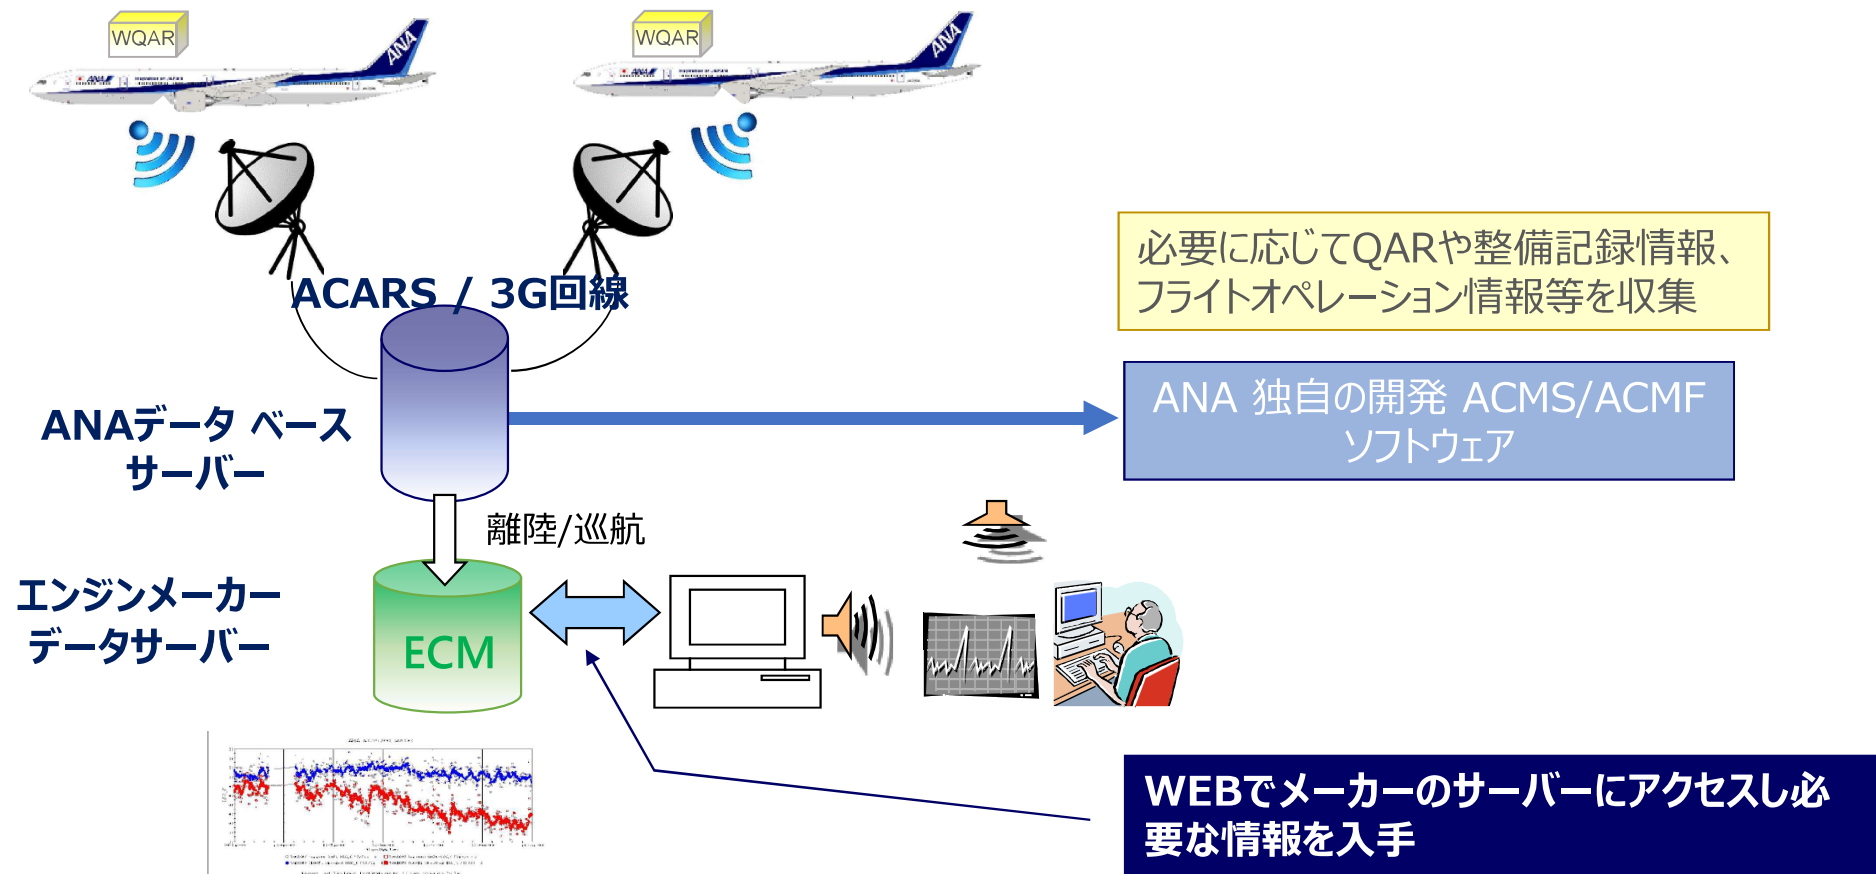 WQAR
WQAR
ANA
ANA
ANA
ANA
ACARS / 3G回線
必要に応じてQARや整備記録情報、
フライトオペレーション情報等を収集
ANA 独自の開発 ACMS/ACMF
ソフトウェア
ANAデータ ベース
サーバー
離陸/巡航
エンジンメーカー
データサーバー
ECM
WEBでメーカーのサーバーにアクセスし必
要な情報を入手